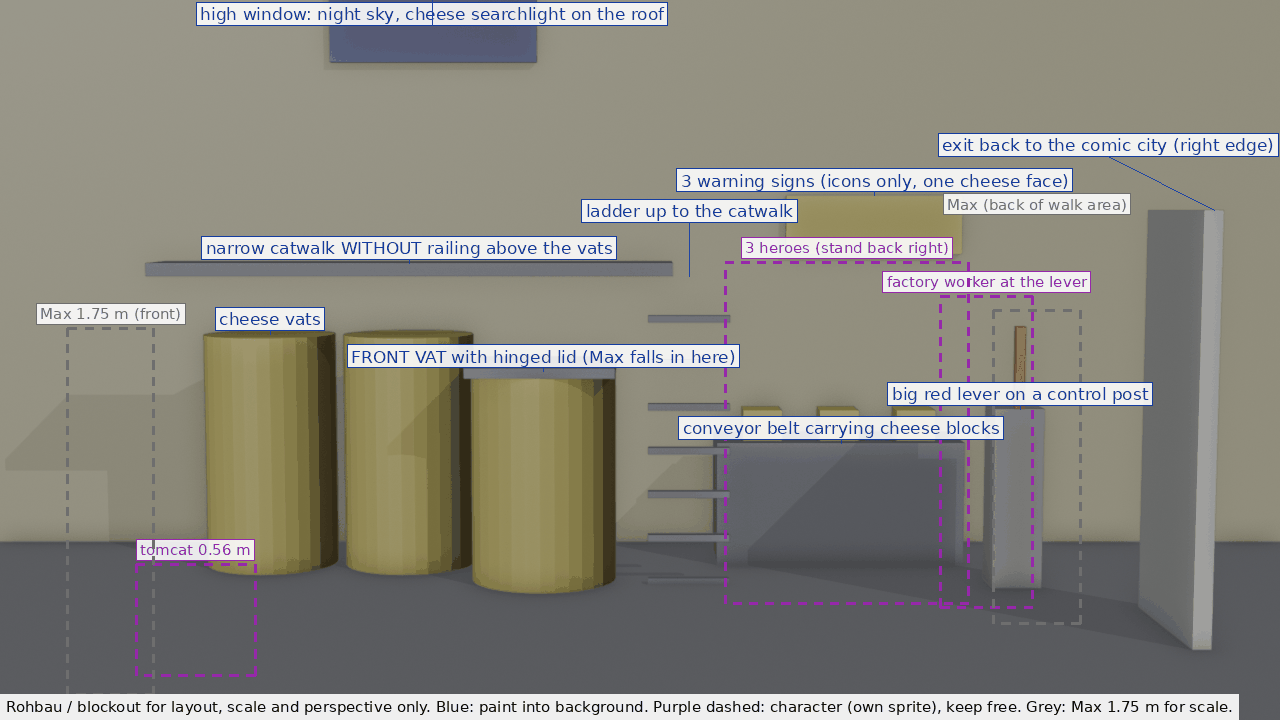 high window: night sky, cheese searchlight on the roof
exit back to the comic city (right edge)
3 warning signs (icons only, one cheese face)
Max (back of walk area)
ladder up to the catwalk
narrow catwalk WITHOUT railing above the vats
3 heroes (stand back right)
factory worker at the lever
Max 1.75 m (front)
cheese vats
FRONT VAT with hinged lid (Max falls in here)
big red lever on a control post
conveyor belt carrying cheese blocks
tomcat 0.56 m
Rohbau / blockout for layout, scale and perspective only. Blue: paint into background. Purple dashed: character (own sprite), keep free. Grey: Max 1.75 m for scale.